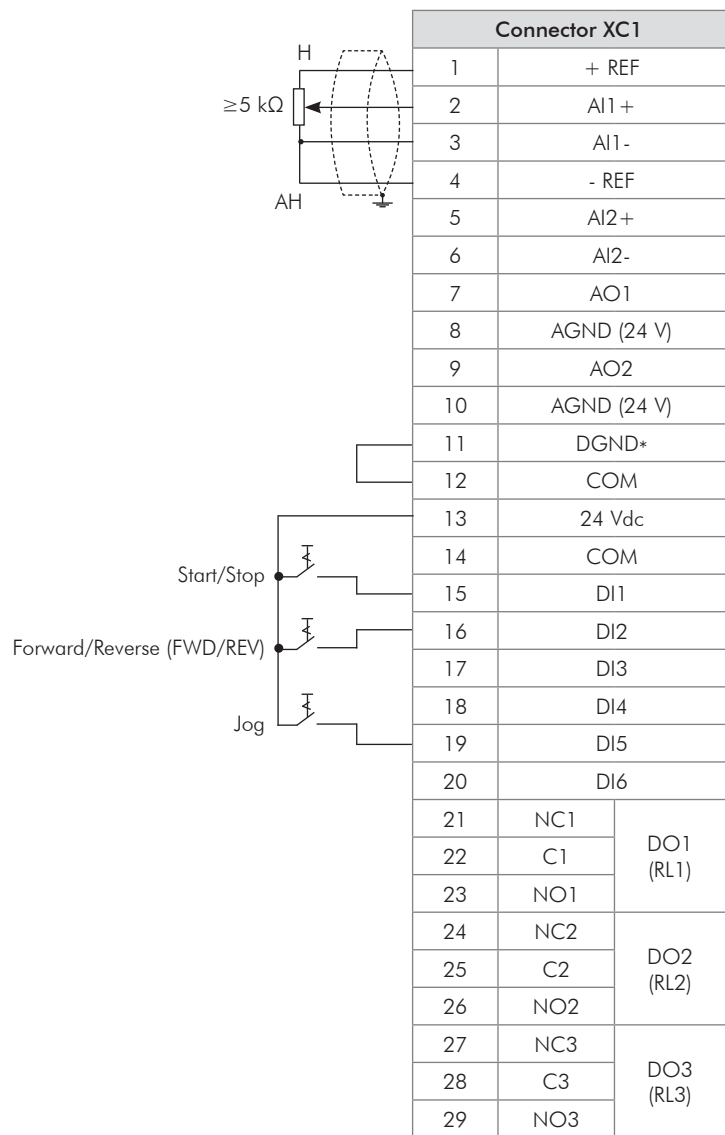 Connector XC1
H
1 + REF
≥5 kΩ 2 AI1+
3 AI1-
4 - REF
AH
5 AI2+
6 AI2-
7 AO1
8 AGND (24 V)
9 AO2
10 AGND (24 V)
11 DGND*
12 COM
13 24 Vdc
14 COM
Start/Stop
15 DI1
16 DI2
Forward/Reverse (FWD/REV)
17 DI3
18 DI4
Jog
19 DI5
20 DI6
21 NC1
22 C1
23 NO1
DO1
(RL1)
24 NC2
25 C2
26 NO2
DO2
(RL2)
27 NC3
28 C3
29 NO3
DO3
(RL3)